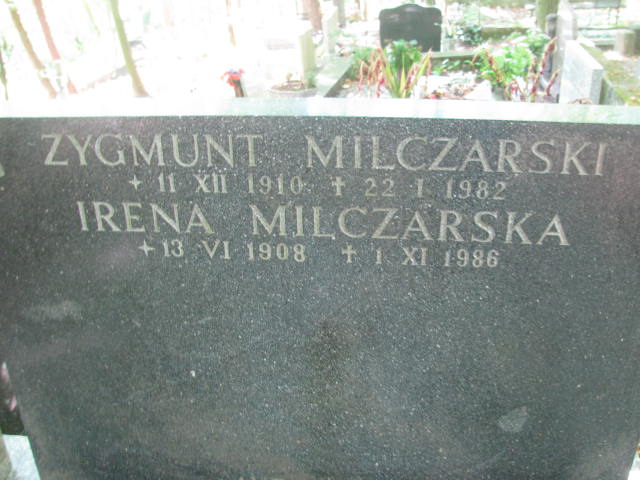 ZYGMUNT MILCZARSKI
+ 11 XII 1910 + 22 I 1982
IRENA MILCZARSKA
+ 13 VI 1908 + 1 XI 1986